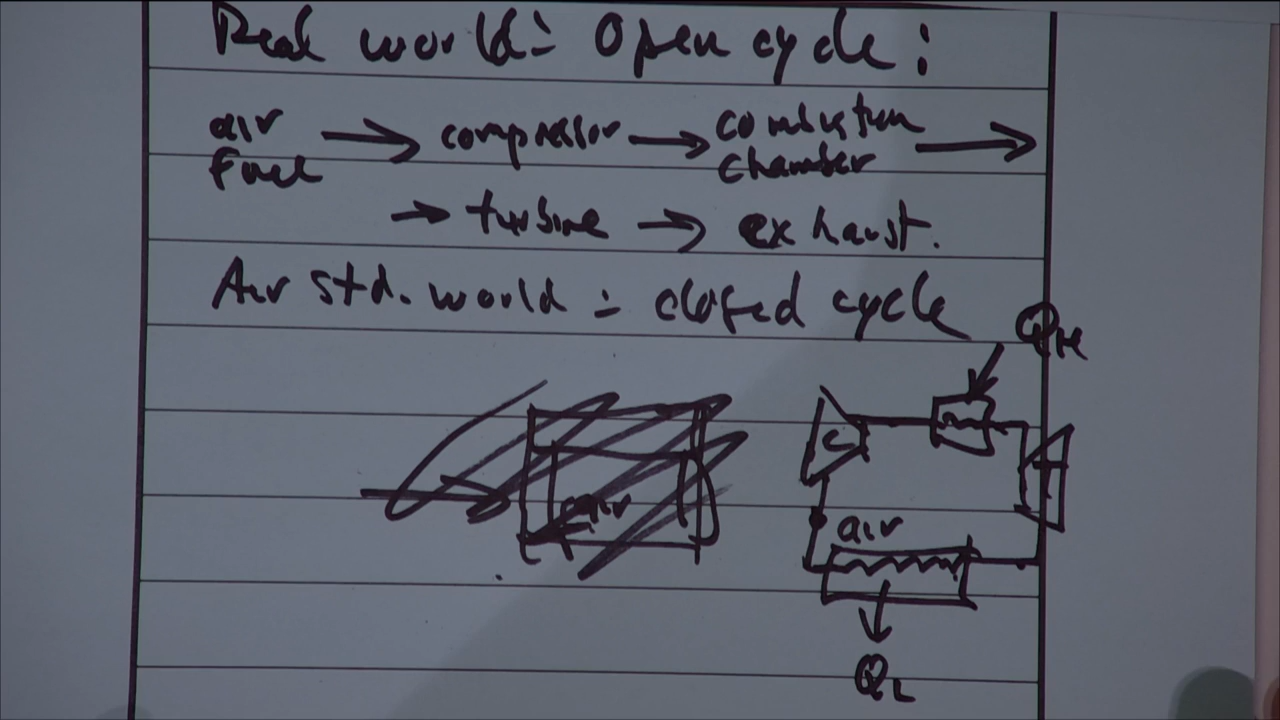 Real world = Open cycle :
air → compressor → combustion →
fuel chamber
→ turbine → exhaust.
Air std. world = closed cycle
QH
C
T
air
air
QL